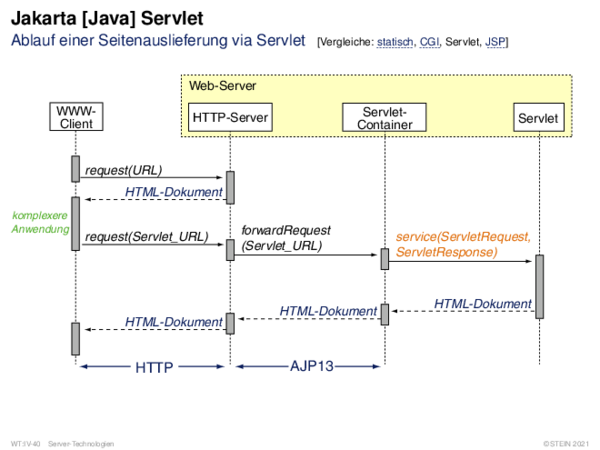 Jakarta [Java] Servlet
Ablauf einer Seitenauslieferung via Servlet [Vergleiche: statisch, CGI, Servlet, JSP]
Web-Server
WWW-
Client
HTTP-Server
Servlet-
Container
Servlet
request(URL)
HTML-Dokument
komplexere
Anwendung
request(Servlet_URL)
forwardRequest
(Servlet_URL)
service(ServletRequest,
ServletResponse)
HTML-Dokument
HTML-Dokument
HTML-Dokument
HTTP
AJP13
WT:IV-40 Server-Technologien
©STEIN 2021